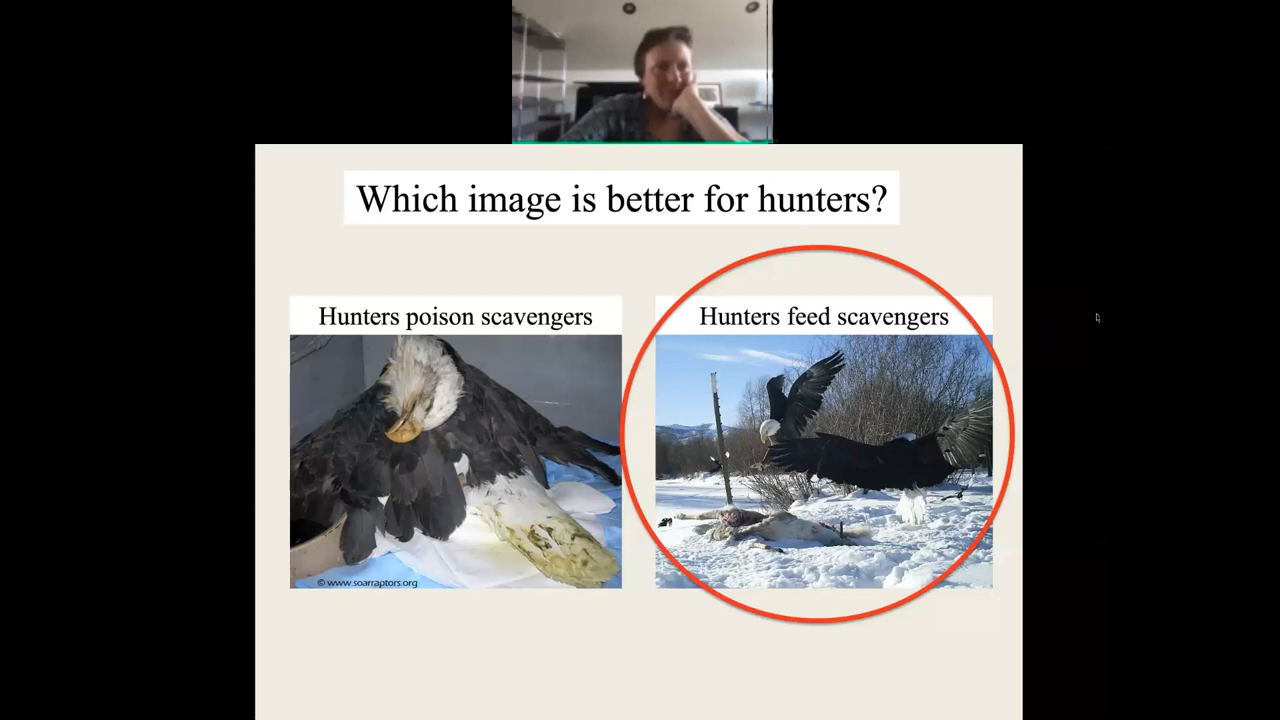 Which image is better for hunters?
Hunters poison scavengers
Hunters feed scavengers
© www.soarraptors.org